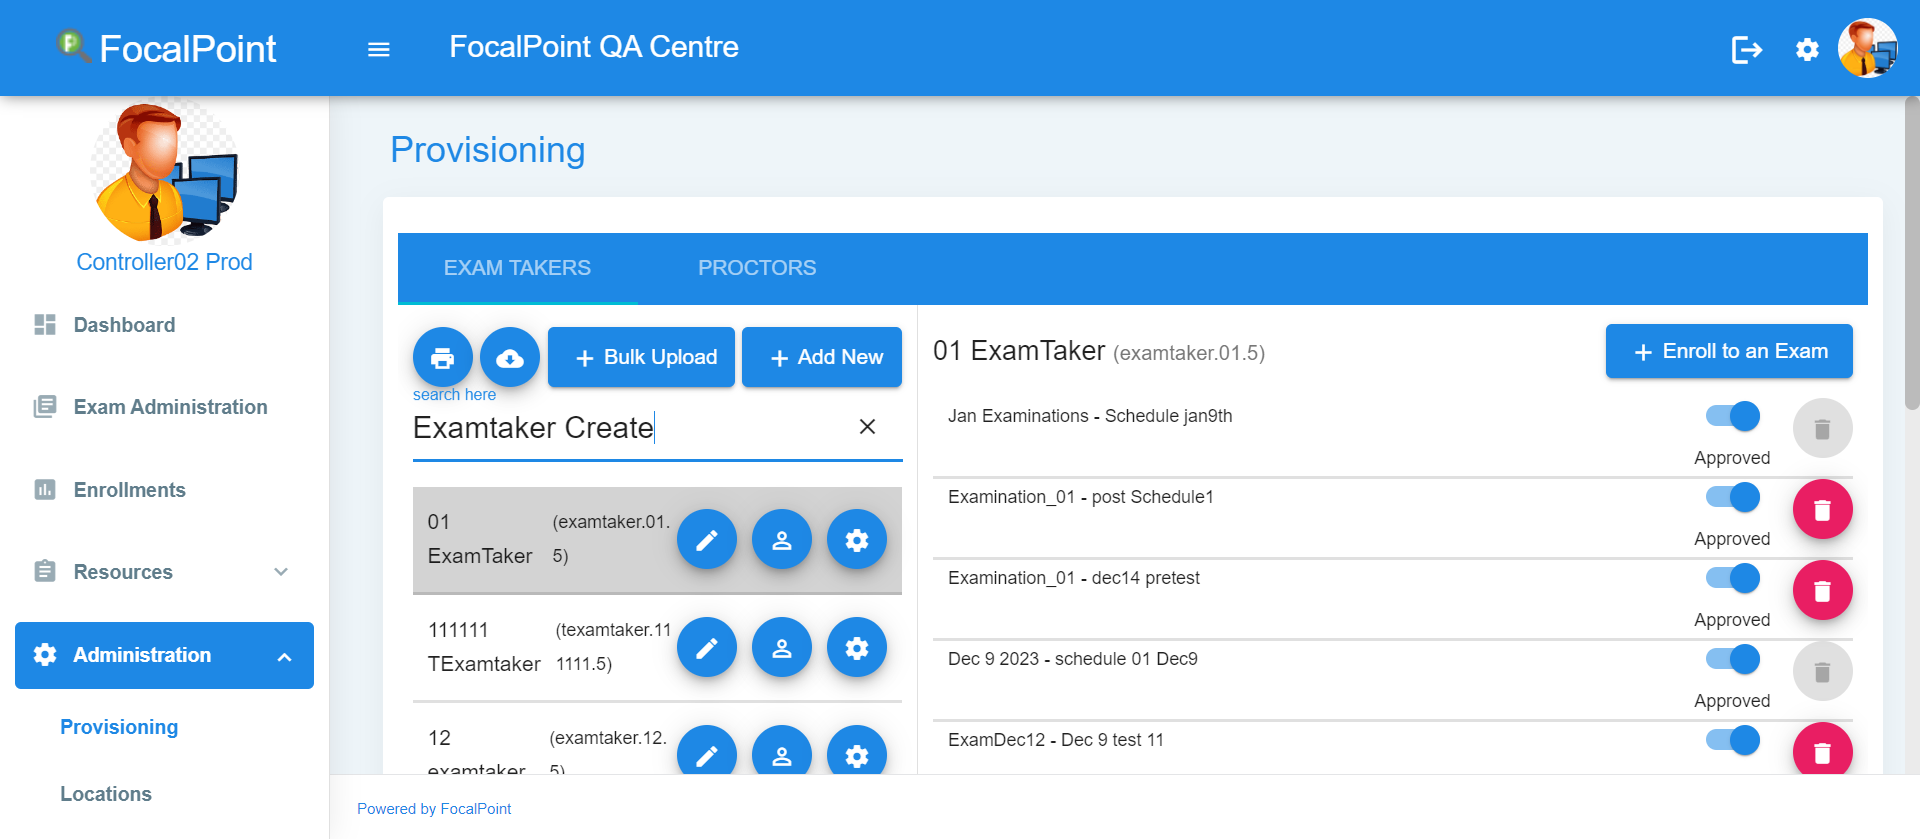 FocalPoint
FocalPoint QA Centre
Controller02 Prod
Dashboard
Exam Administration
Enrollments
Resources
Administration
Provisioning
Locations
Provisioning
EXAM TAKERS
PROCTORS
+ Bulk Upload
+ Add New
search here
Examtaker Create
01 ExamTaker
(examtaker.01.5)
111111 TExamtaker
(texamtaker.111111.5)
12 examtaker
(examtaker.12.5)
01 ExamTaker (examtaker.01.5)
+ Enroll to an Exam
Jan Examinations - Schedule jan9th
Approved
Examination_01 - post Schedule1
Approved
Examination_01 - dec14 pretest
Approved
Dec 9 2023 - schedule 01 Dec9
Approved
ExamDec12 - Dec 9 test 11
Powered by FocalPoint